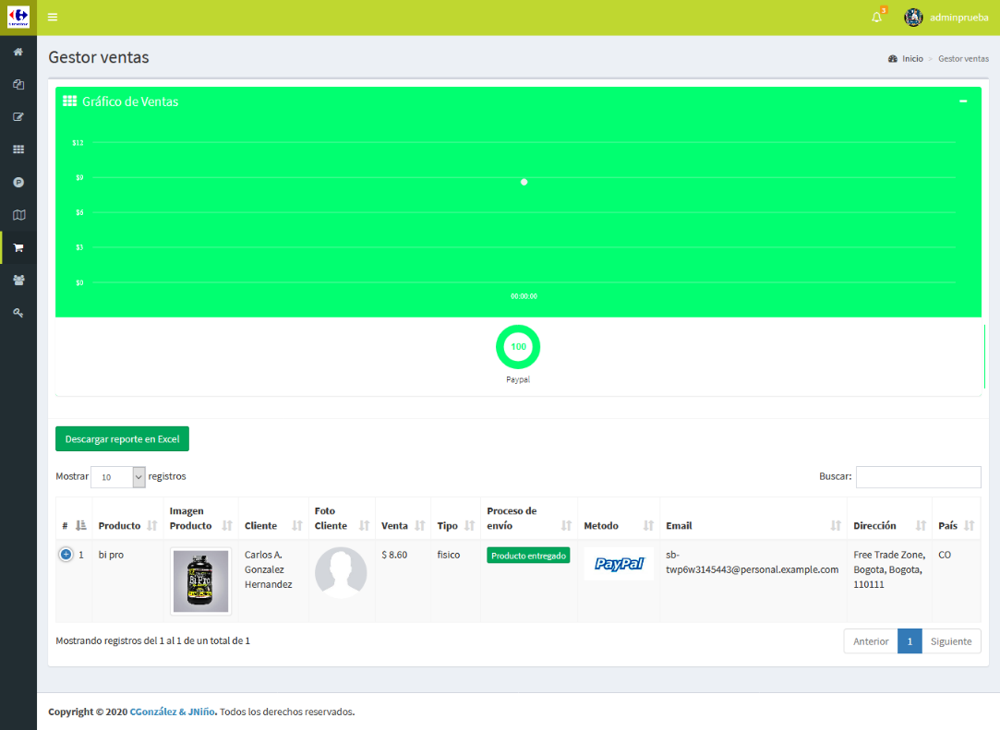 3
adminprueba
Gestor ventas
Inicio > Gestor ventas
Gráfico de Ventas
$12
$9
$6
$3
$0
00:00:00
100
Paypal
Descargar reporte en Excel
Mostrar 10 registros
Buscar:
# Producto Imagen Producto Cliente Foto Cliente Venta Tipo Proceso de envío Metodo Email Dirección País
1 bi pro Carlos A. Gonzalez Hernandez $ 8.60 fisico Producto entregado PayPal sb-twp6w3145443@personal.example.com Free Trade Zone, Bogota, Bogota, 110111 CO
BiPro
Mostrando registros del 1 al 1 de un total de 1
Anterior 1 Siguiente
Copyright © 2020 CGonzález & JNiño. Todos los derechos reservados.